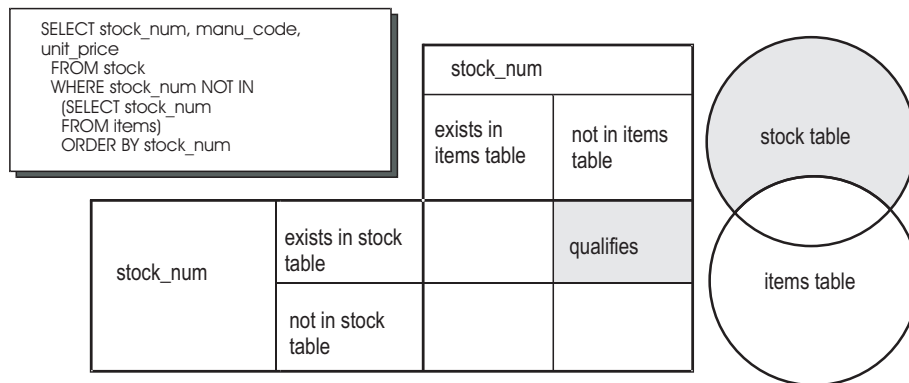 SELECT stock_num, manu_code,
unit_price
FROM stock
WHERE stock_num NOT IN
(SELECT stock_num
FROM items)
ORDER BY stock_num
stock_num
exists in
items table
not in items
table
stock_num
exists in stock
table
qualifies
not in stock
table
stock table
items table